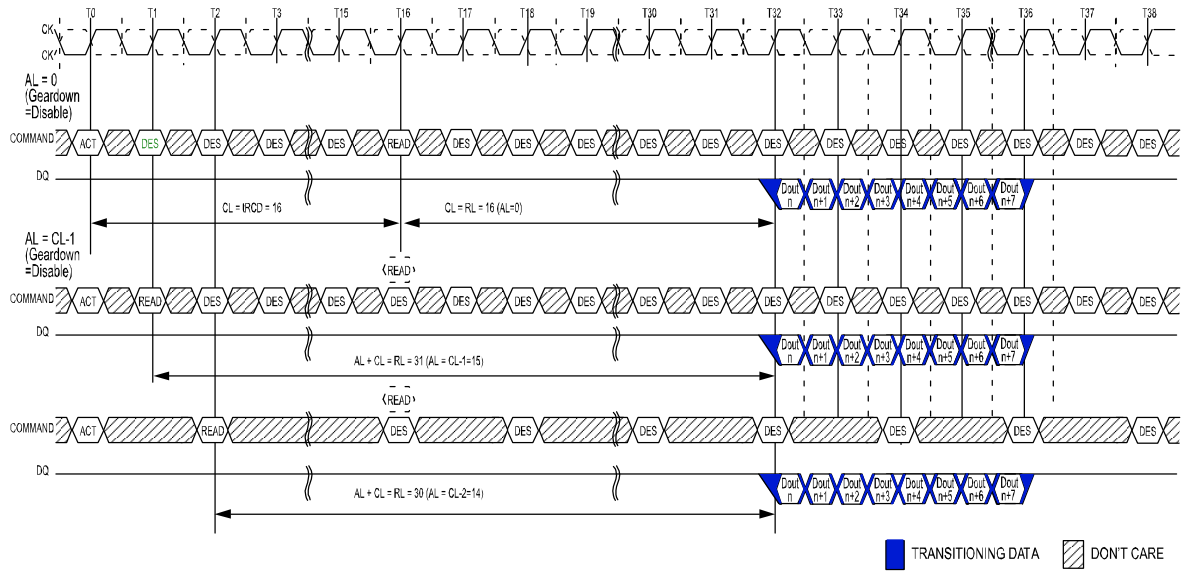 T0 T1 T2 T3 T15 T16 T17 T18 T19 T30 T31 T32 T33 T34 T35 T36 T37 T38
CK
CK'
AL = 0
(Geardown
=Disable)
COMMAND ACT DES DES DES DES READ DES DES DES DES DES DES DES DES DES DES DES DES
DQ
Dout n Dout n+1 Dout n+2 Dout n+3 Dout n+4 Dout n+5 Dout n+6 Dout n+7
CL = tRCD = 16 CL = RL = 16 (AL=0)
AL = CL-1
(Geardown
=Disable)
READ
COMMAND ACT READ DES DES DES DES DES DES DES DES DES DES DES DES DES DES DES DES
DQ
Dout n Dout n+1 Dout n+2 Dout n+3 Dout n+4 Dout n+5 Dout n+6 Dout n+7
AL + CL = RL = 31 (AL = CL-1=15)
READ
COMMAND ACT READ DES DES DES DES DES DES DES
DQ
Dout n Dout n+1 Dout n+2 Dout n+3 Dout n+4 Dout n+5 Dout n+6 Dout n+7
AL + CL = RL = 30 (AL = CL-2=14)
TRANSITIONING DATA DON'T CARE